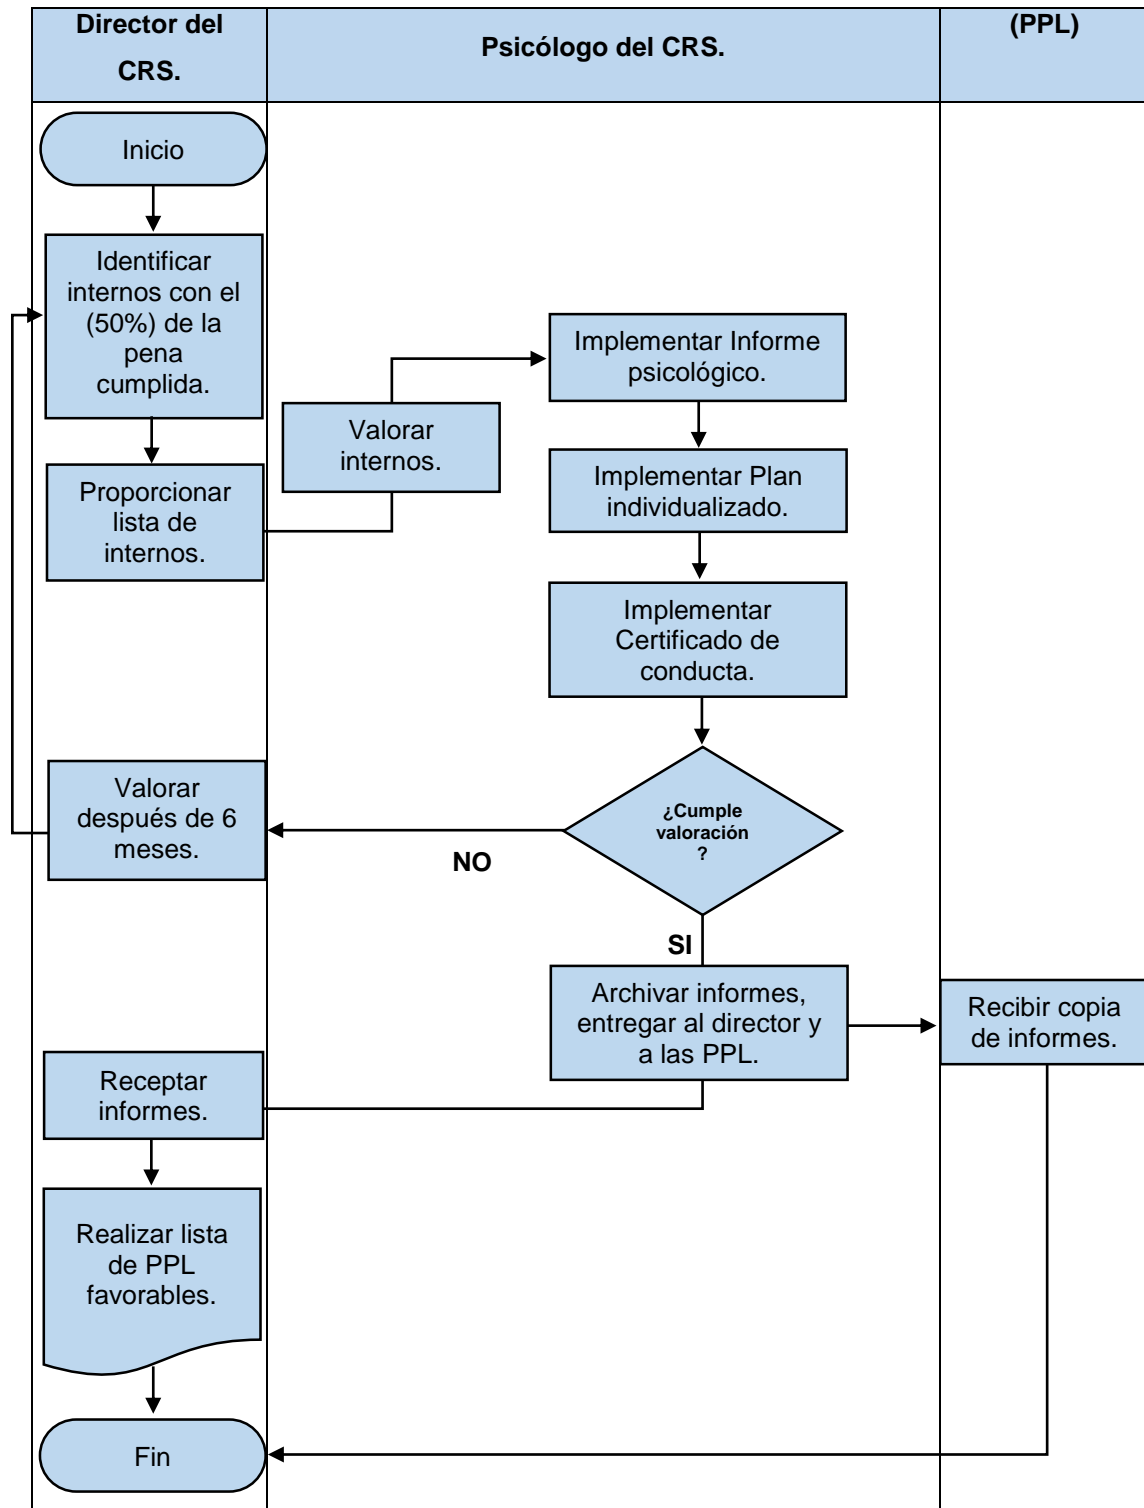 Director del
CRS.
Psicólogo del CRS.
(PPL)
Inicio
Identificar
internos con el
(50%) de la
pena
cumplida.
Proporcionar
lista de
internos.
Valorar
internos.
Implementar Informe
psicológico.
Implementar Plan
individualizado.
Implementar
Certificado de
conducta.
¿Cumple
valoración
?
NO
Valorar
después de 6
meses.
SI
Archivar informes,
entregar al director y
a las PPL.
Recibir copia
de informes.
Receptar
informes.
Realizar lista
de PPL
favorables.
Fin